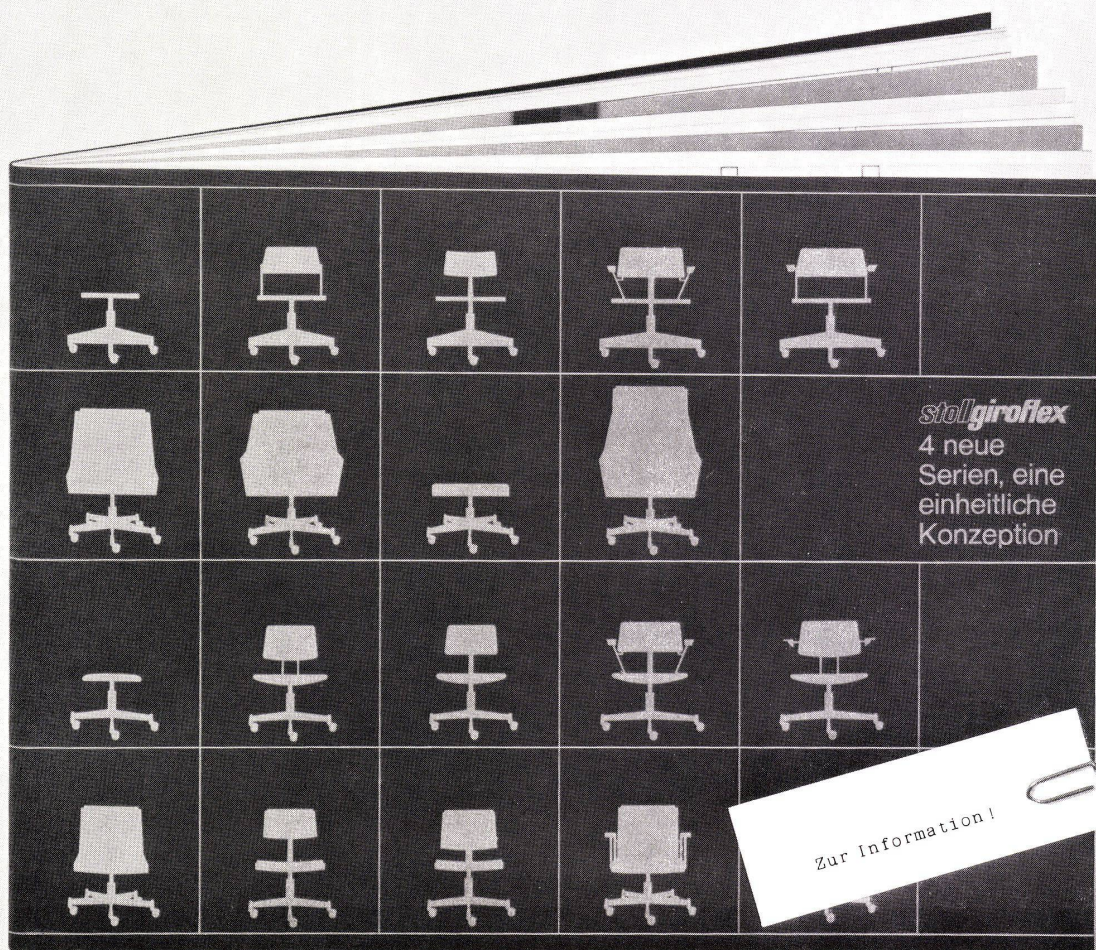 stollgiroflex
4 neue
Serien, eine
einheitliche
Konzeption
Zur Information!